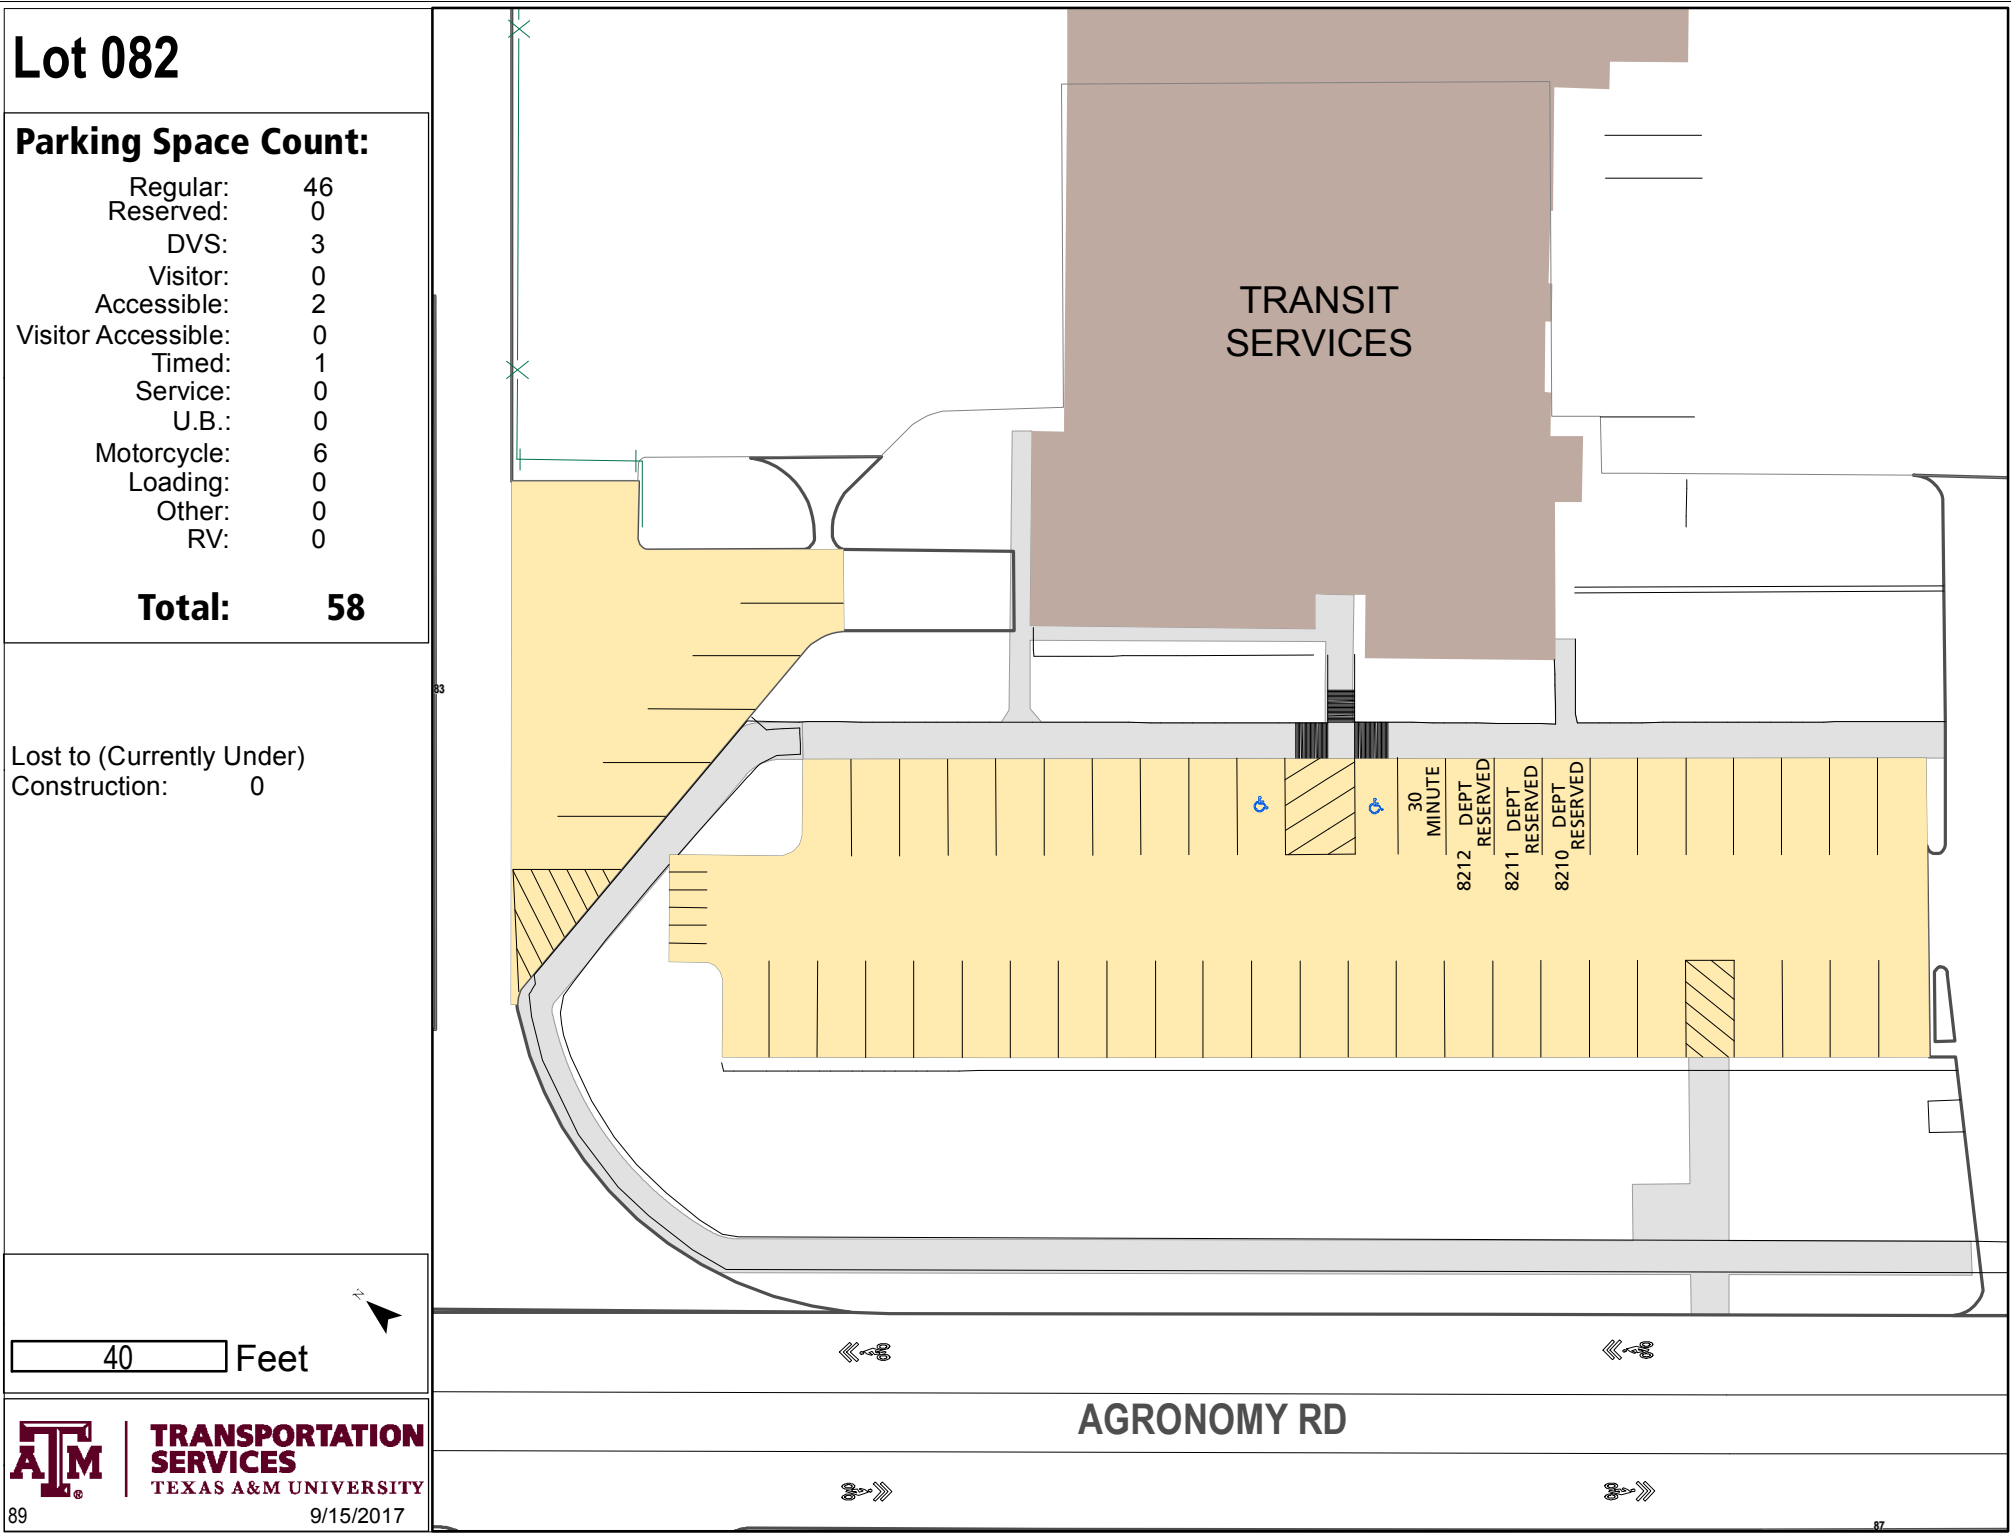 Lot 082
Parking Space Count:
Regular: 46
Reserved: 0
DVS: 3
Visitor: 0
Accessible: 2
Visitor Accessible: 0
Timed: 1
Service: 0
U.B.: 0
Motorcycle: 6
Loading: 0
Other: 0
RV: 0
Total: 58
Lost to (Currently Under)
Construction: 0
N
40 Feet
ATM
®
TRANSPORTATION
SERVICES
TEXAS A&M UNIVERSITY
89
9/15/2017
TRANSIT
SERVICES
83
30
MINUTE
8212 DEPT
RESERVED
8211 DEPT
RESERVED
8210 DEPT
RESERVED
AGRONOMY RD
87